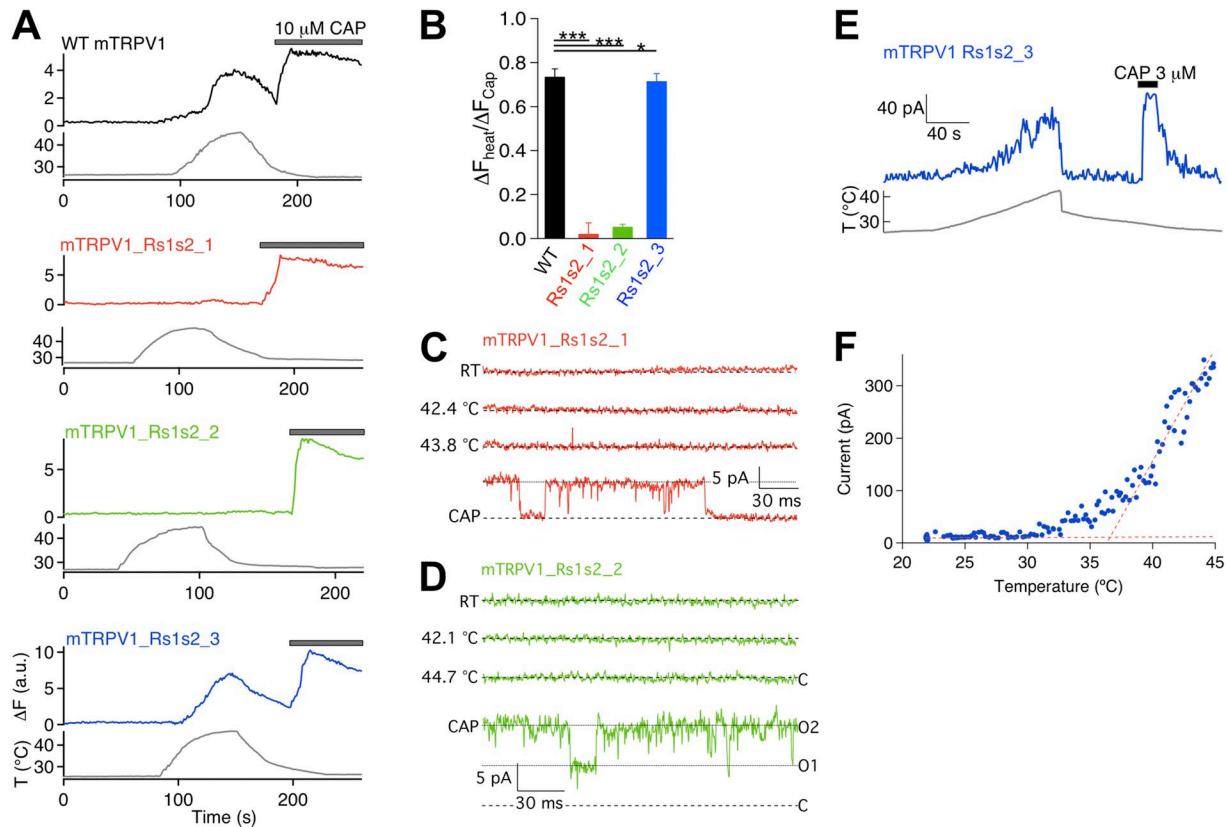 A
WT mTRPV1
10 µM CAP
4
2
0
40
30
0 100 200
mTRPV1_Rs1s2_1
5
0
40
30
0 100 200
mTRPV1_Rs1s2_2
5
0
40
30
0 100 200
mTRPV1_Rs1s2_3
10
5
0
ΔF (a.u.)
T (°C)
40
30
0 100 200
Time (s)
B
*** *** *
ΔFheat/ΔFCap
0.8
0.6
0.4
0.2
0.0
WT
Rs1s2_1
Rs1s2_2
Rs1s2_3
C
mTRPV1_Rs1s2_1
RT
42.4 °C
43.8 °C
5 pA
30 ms
CAP
D
mTRPV1_Rs1s2_2
RT
42.1 °C
44.7 °C C
CAP O2
O1
5 pA
30 ms C
E
mTRPV1 Rs1s2_3
CAP 3 µM
40 pA
40 s
T (°C)
40
30
F
Current (pA)
300
200
100
0
20 25 30 35 40 45
Temperature (ºC)